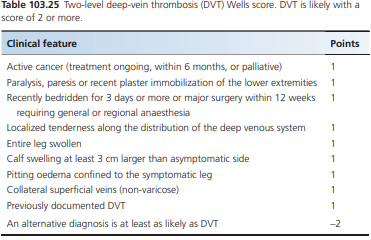 Table 103.25 Two-level deep-vein thrombosis (DVT) Wells score. DVT is likely with a
score of 2 or more.
Clinical feature Points
Active cancer (treatment ongoing, within 6 months, or palliative) 1
Paralysis, paresis or recent plaster immobilization of the lower extremities 1
Recently bedridden for 3 days or more or major surgery within 12 weeks 1
requiring general or regional anaesthesia
Localized tenderness along the distribution of the deep venous system 1
Entire leg swollen 1
Calf swelling at least 3 cm larger than asymptomatic side 1
Pitting oedema confined to the symptomatic leg 1
Collateral superficial veins (non-varicose) 1
Previously documented DVT 1
An alternative diagnosis is at least as likely as DVT –2